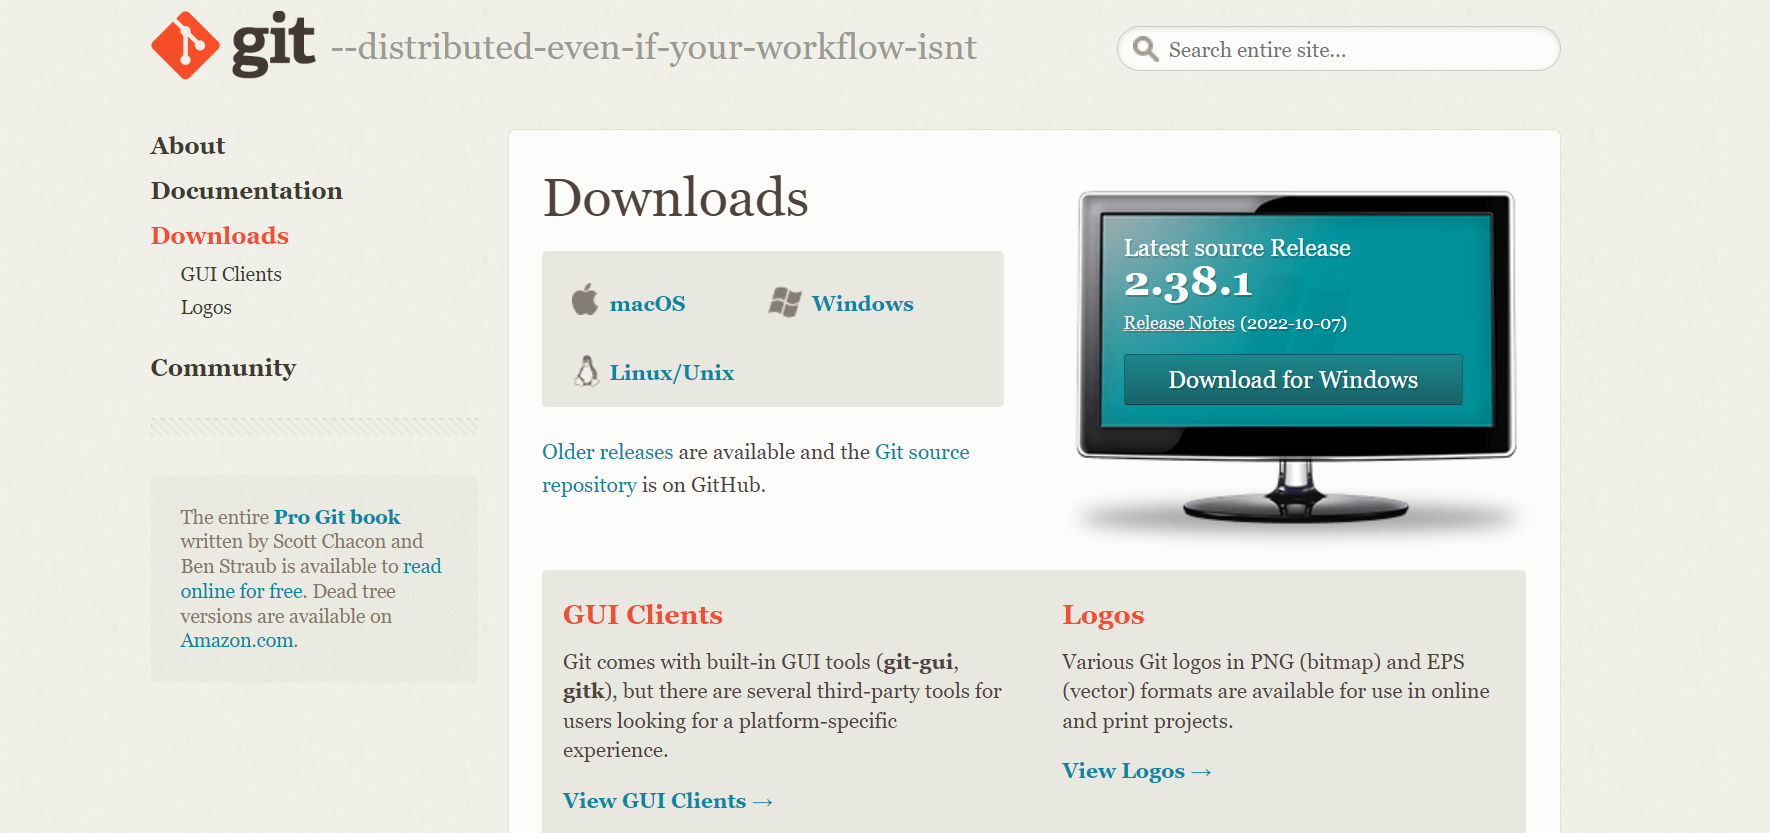 git --distributed-even-if-your-workflow-isnt
Search entire site...
About
Documentation
Downloads
GUI Clients
Logos
Community
The entire Pro Git book
written by Scott Chacon and
Ben Straub is available to read
online for free. Dead tree
versions are available on
Amazon.com.
Downloads
macOS
Windows
Linux/Unix
Older releases are available and the Git source
repository is on GitHub.
Latest source Release
2.38.1
Release Notes (2022-10-07)
Download for Windows
GUI Clients
Git comes with built-in GUI tools (git-gui,
gitk), but there are several third-party tools for
users looking for a platform-specific
experience.
View GUI Clients →
Logos
Various Git logos in PNG (bitmap) and EPS
(vector) formats are available for use in online
and print projects.
View Logos →